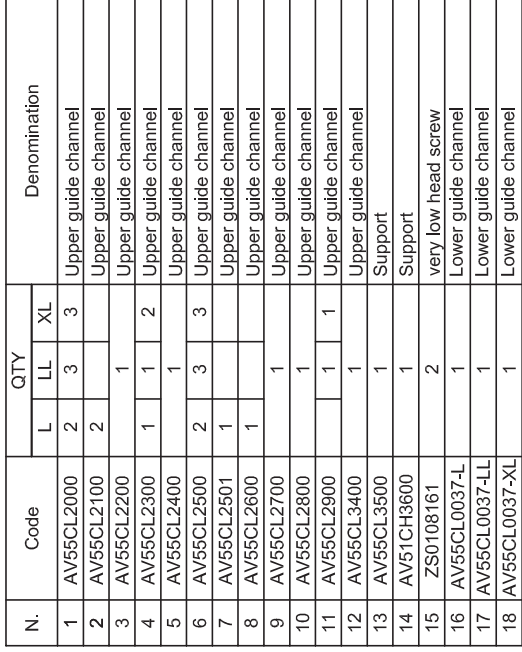 N. Code QTY Denomination
L LL XL
1 AV55CL2000 2 3 3 Upper guide channel
2 AV55CL2100 2 Upper guide channel
3 AV55CL2200 1 Upper guide channel
4 AV55CL2300 1 1 2 Upper guide channel
5 AV55CL2400 1 Upper guide channel
6 AV55CL2500 2 3 3 Upper guide channel
7 AV55CL2501 1 Upper guide channel
8 AV55CL2600 1 Upper guide channel
9 AV55CL2700 1 Upper guide channel
10 AV55CL2800 1 Upper guide channel
11 AV55CL2900 1 1 Upper guide channel
12 AV55CL3400 1 Upper guide channel
13 AV55CL3500 1 Support
14 AV51CH3600 1 Support
15 ZS0108161 2 very low head screw
16 AV55CL0037-L 1 Lower guide channel
17 AV55CL0037-LL 1 Lower guide channel
18 AV55CL0037-XL 1 Lower guide channel